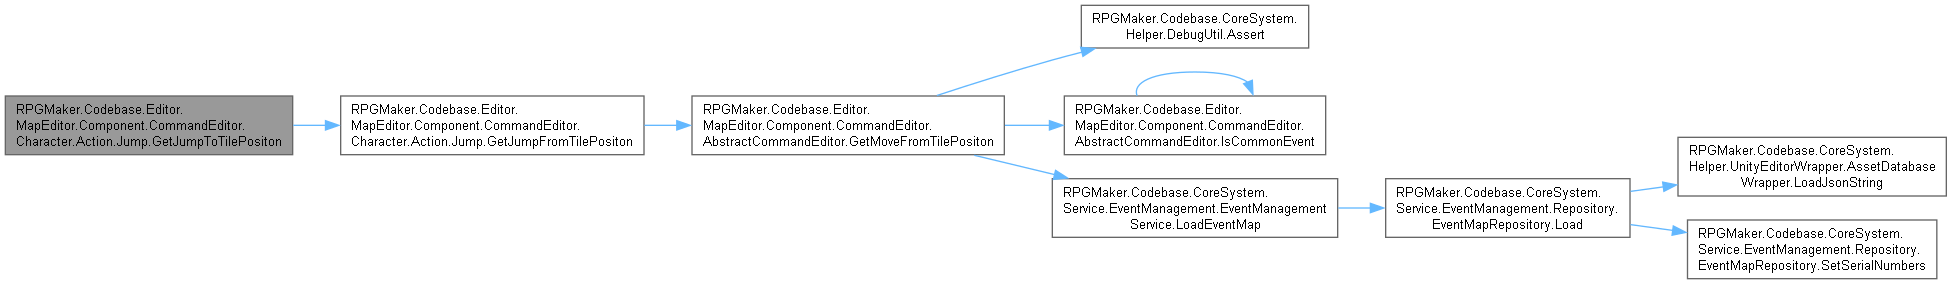 RPGMaker.Codebase.Editor.
MapEditor.Component.CommandEditor.
Character.Action.Jump.GetJumpToTilePositon
RPGMaker.Codebase.Editor.
MapEditor.Component.CommandEditor.
Character.Action.Jump.GetJumpFromTilePositon
RPGMaker.Codebase.Editor.
MapEditor.Component.CommandEditor.
AbstractCommandEditor.GetMoveFromTilePositon
RPGMaker.Codebase.CoreSystem.
Helper.DebugUtil.Assert
RPGMaker.Codebase.Editor.
MapEditor.Component.CommandEditor.
AbstractCommandEditor.IsCommonEvent
RPGMaker.Codebase.CoreSystem.
Service.EventManagement.EventManagement
Service.LoadEventMap
RPGMaker.Codebase.CoreSystem.
Service.EventManagement.Repository.
EventMapRepository.Load
RPGMaker.Codebase.CoreSystem.
Helper.UnityEditorWrapper.AssetDatabase
Wrapper.LoadJsonString
RPGMaker.Codebase.CoreSystem.
Service.EventManagement.Repository.
EventMapRepository.SetSerialNumbers